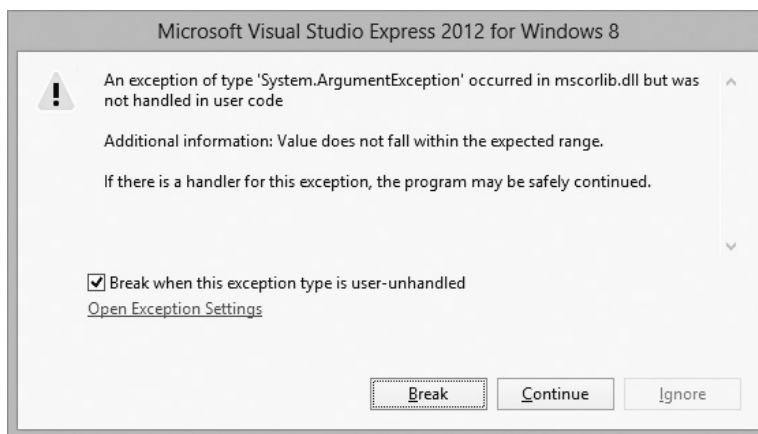 Microsoft Visual Studio Express 2012 for Windows 8
An exception of type 'System.ArgumentException' occurred in mscorlib.dll but was
not handled in user code
Additional information: Value does not fall within the expected range.
If there is a handler for this exception, the program may be safely continued.
Break when this exception type is user-unhandled
Open Exception Settings
Break Continue Ignore